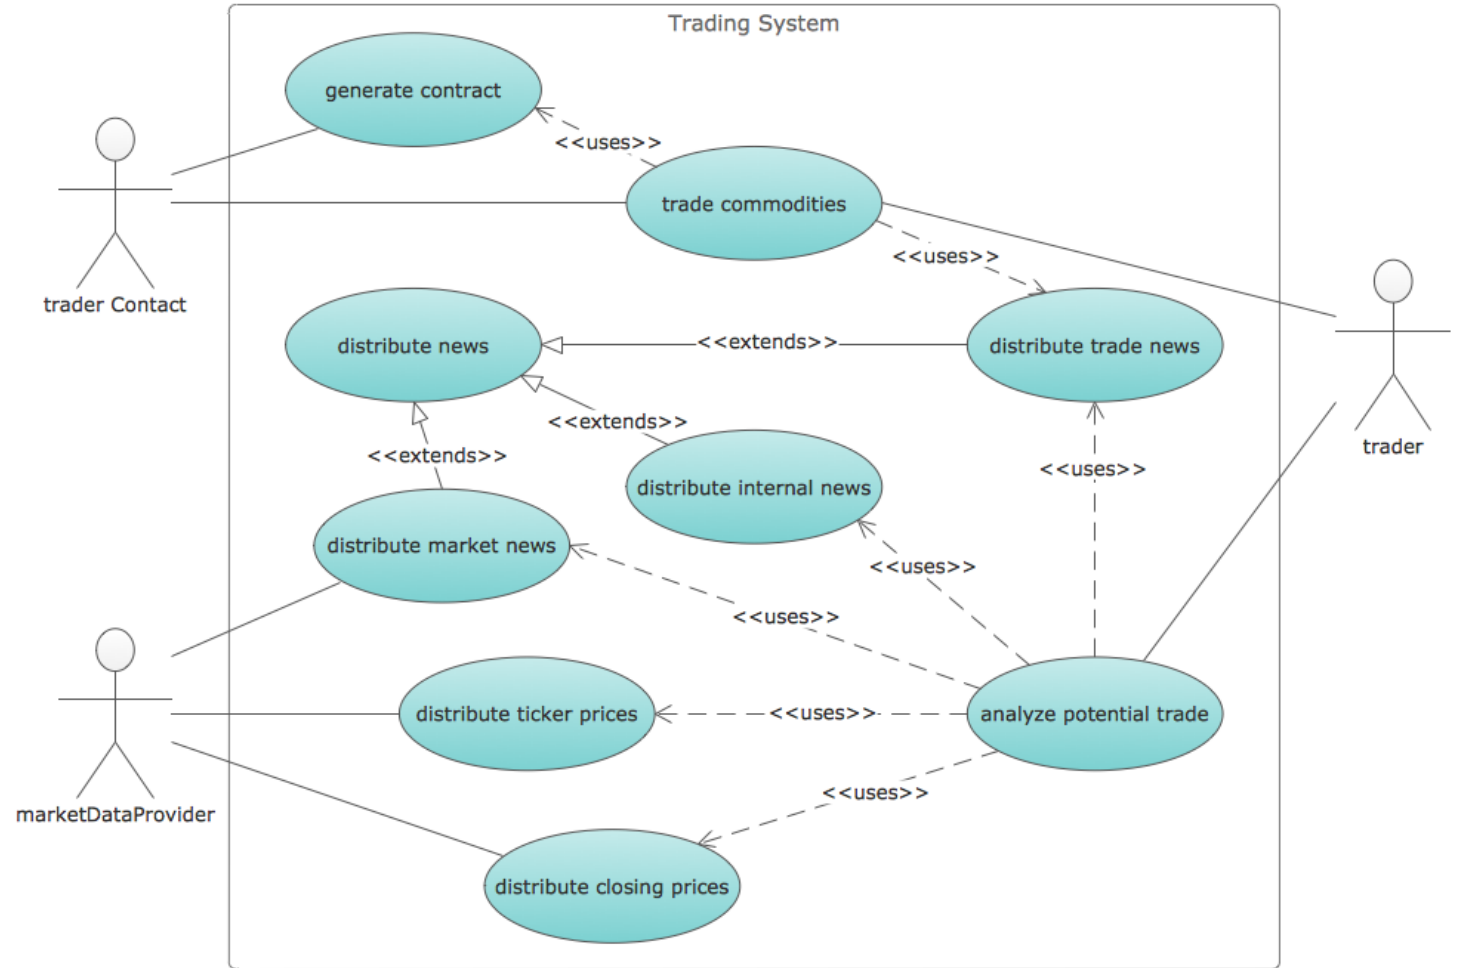 Trading System
generate contract
<<uses>>
trade commodities
<<uses>>
trader Contact
distribute news
<<extends>>
distribute trade news
<<extends>>
trader
<<extends>>
<<uses>>
distribute internal news
distribute market news
<<uses>>
<<uses>>
distribute ticker prices
<<uses>>
analyze potential trade
<<uses>>
marketDataProvider
distribute closing prices